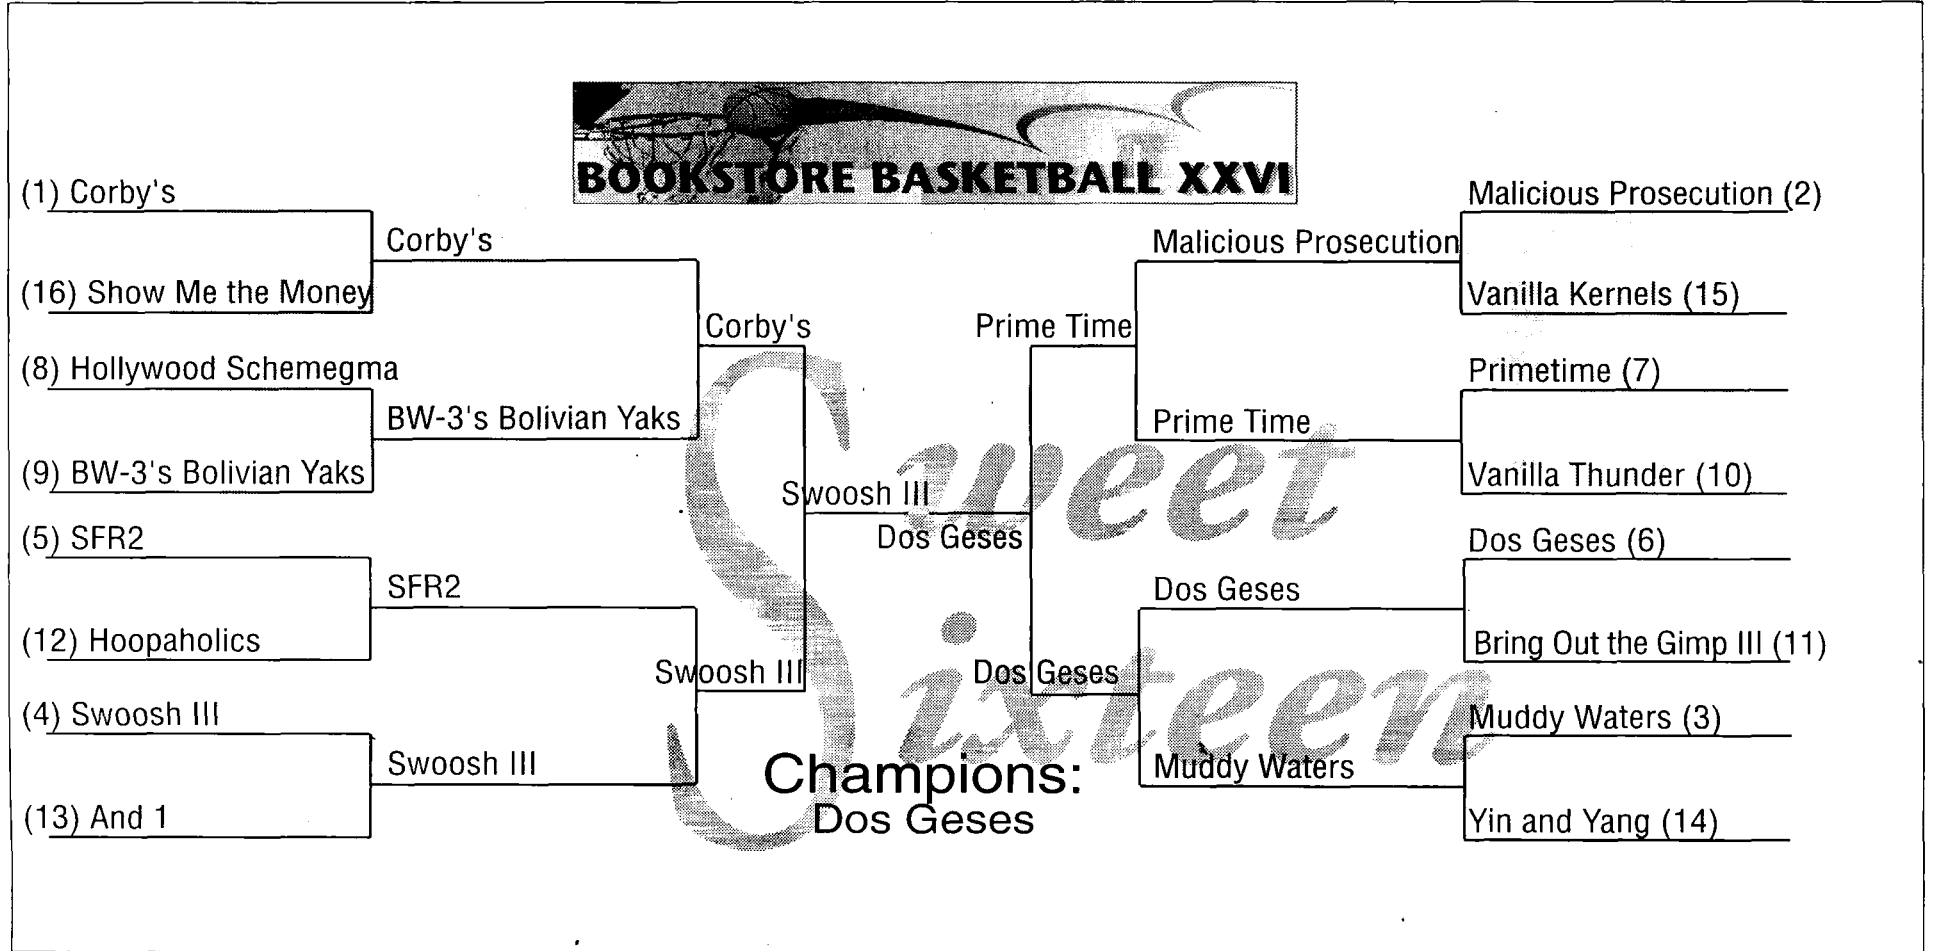 BOOKSTORE BASKETBALL XXVI
(1) Corby's
(16) Show Me the Money
(8) Hollywood Schemegma
(9) BW-3's Bolivian Yaks
(5) SFR2
(12) Hoopaholics
(4) Swoosh III
(13) And 1
Corby's
BW-3's Bolivian Yaks
SFR2
Swoosh III
Corby's
Swoosh III
Swoosh III
Dos Geses
Prime Time
Dos Geses
Malicious Prosecution
Prime Time
Dos Geses
Muddy Waters
Malicious Prosecution (2)
Vanilla Kernels (15)
Primetime (7)
Vanilla Thunder (10)
Dos Geses (6)
Bring Out the Gimp III (11)
Muddy Waters (3)
Yin and Yang (14)
Sweet
Sixteen
Champions:
Dos Geses